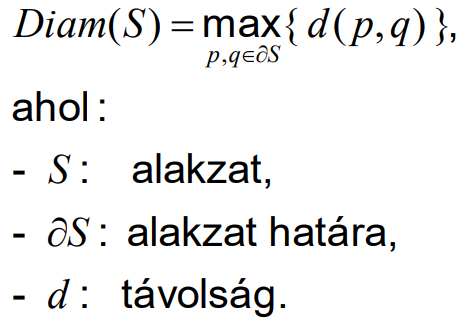 Diam(S) = max{ d(p,q) },
p,q∈∂S
ahol :
- S : alakzat,
- ∂S : alakzat határa,
- d : távolság.